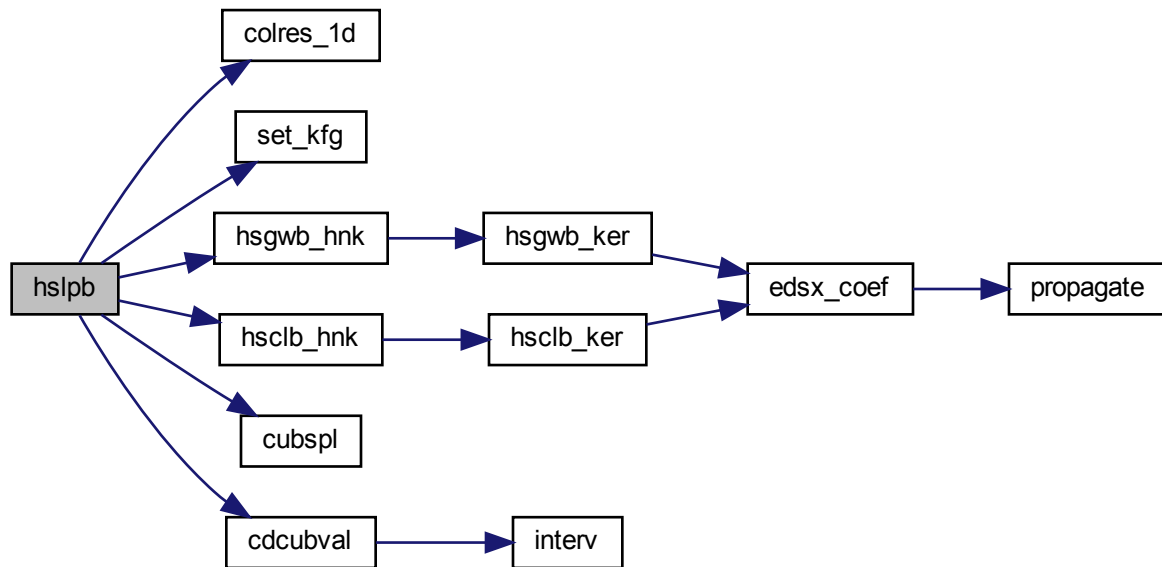 colres_1d
set_kfg
hsgwb_hnk
hsgwb_ker
hslpb
edsx_coef
propagate
hsclb_hnk
hsclb_ker
cubspl
cdcubval
interv